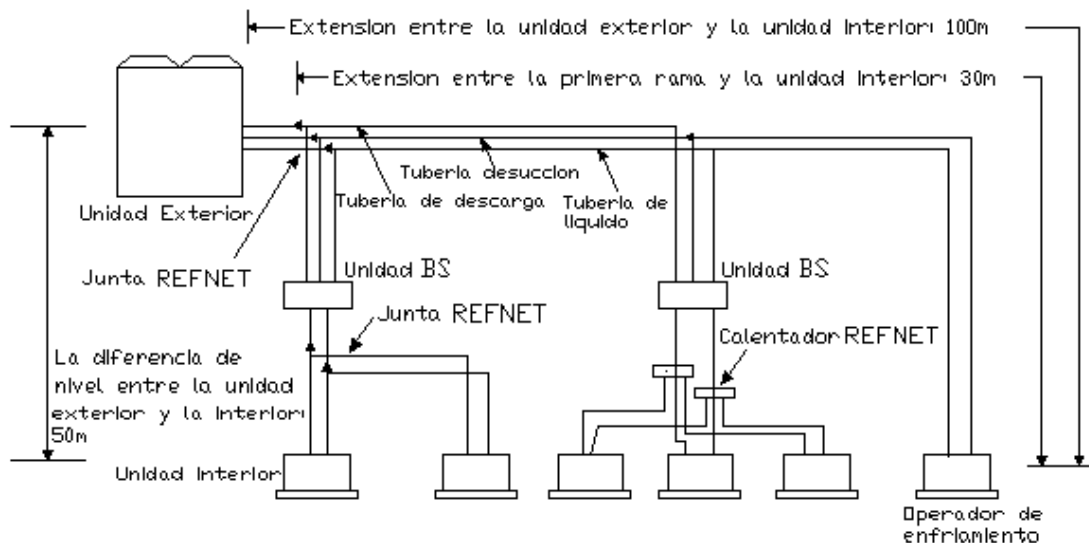 Extension entre la unidad exterior y la unidad interior: 100m
Extension entre la primera rama y la unidad interior: 30m
Tuberia desuccion
Tuberia de descarga
Tuberia de
liquido
Unidad Exterior
Junta REFNET
Unidad BS
Unidad BS
Junta REFNET
Calentador REFNET
La diferencia de
nivel entre la unidad
exterior y la interior:
50m
Unidad interior
Operador de
enfriamiento